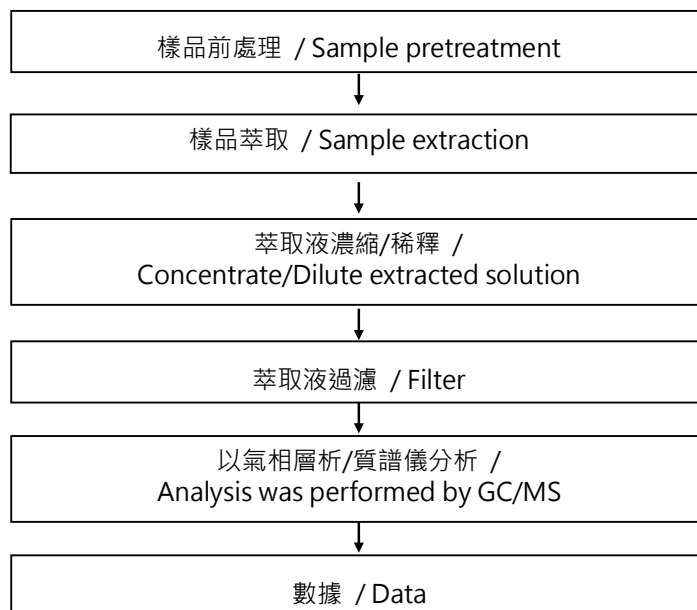 樣品前處理 / Sample pretreatment
樣品萃取 / Sample extraction
萃取液濃縮/稀釋 /
Concentrate/Dilute extracted solution
萃取液過濾 / Filter
以氣相層析/質譜儀分析 /
Analysis was performed by GC/MS
數據 / Data